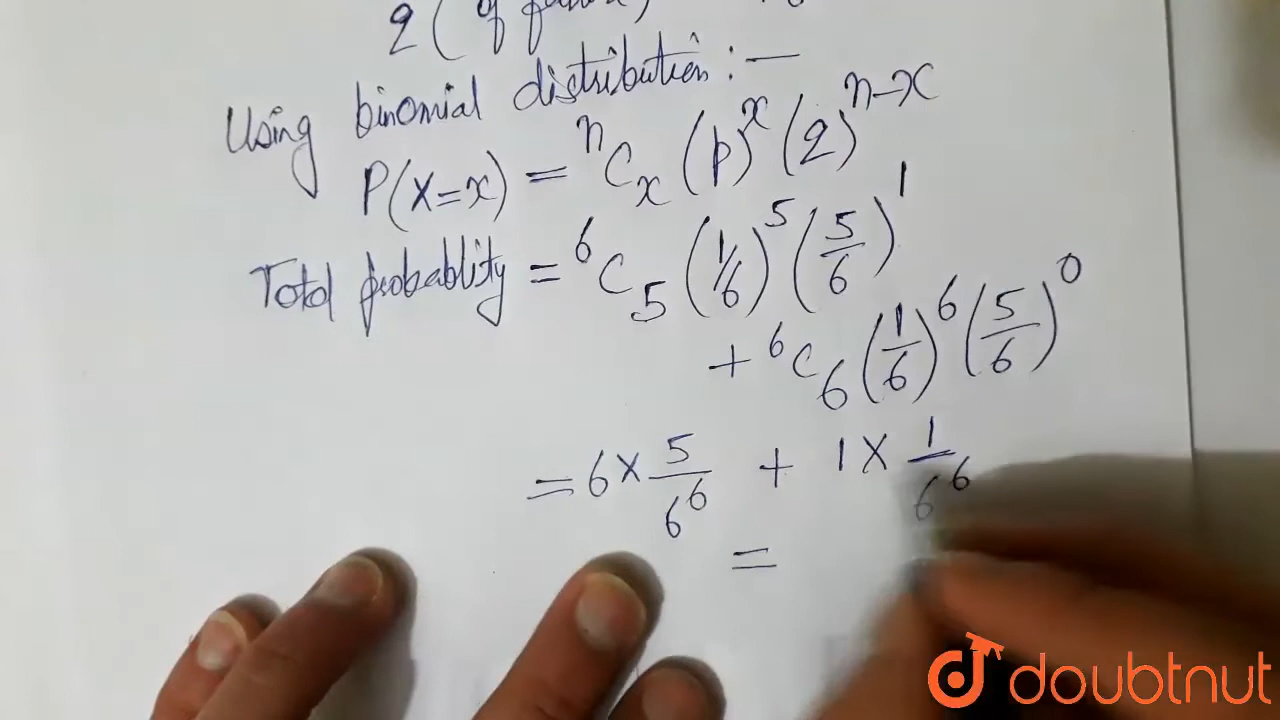 q (of
Using binomial distribution : —
P(X=x) = ⁿCₓ (p)ˣ (q)ⁿ⁻ˣ
Total probablity = ⁶C₅ (1/6)⁵ (5/6)¹
+ ⁶C₆ (1/6)⁶ (5/6)⁰
= 6 × 5/6⁶ + 1 × 1/6⁶
=
doubtnut